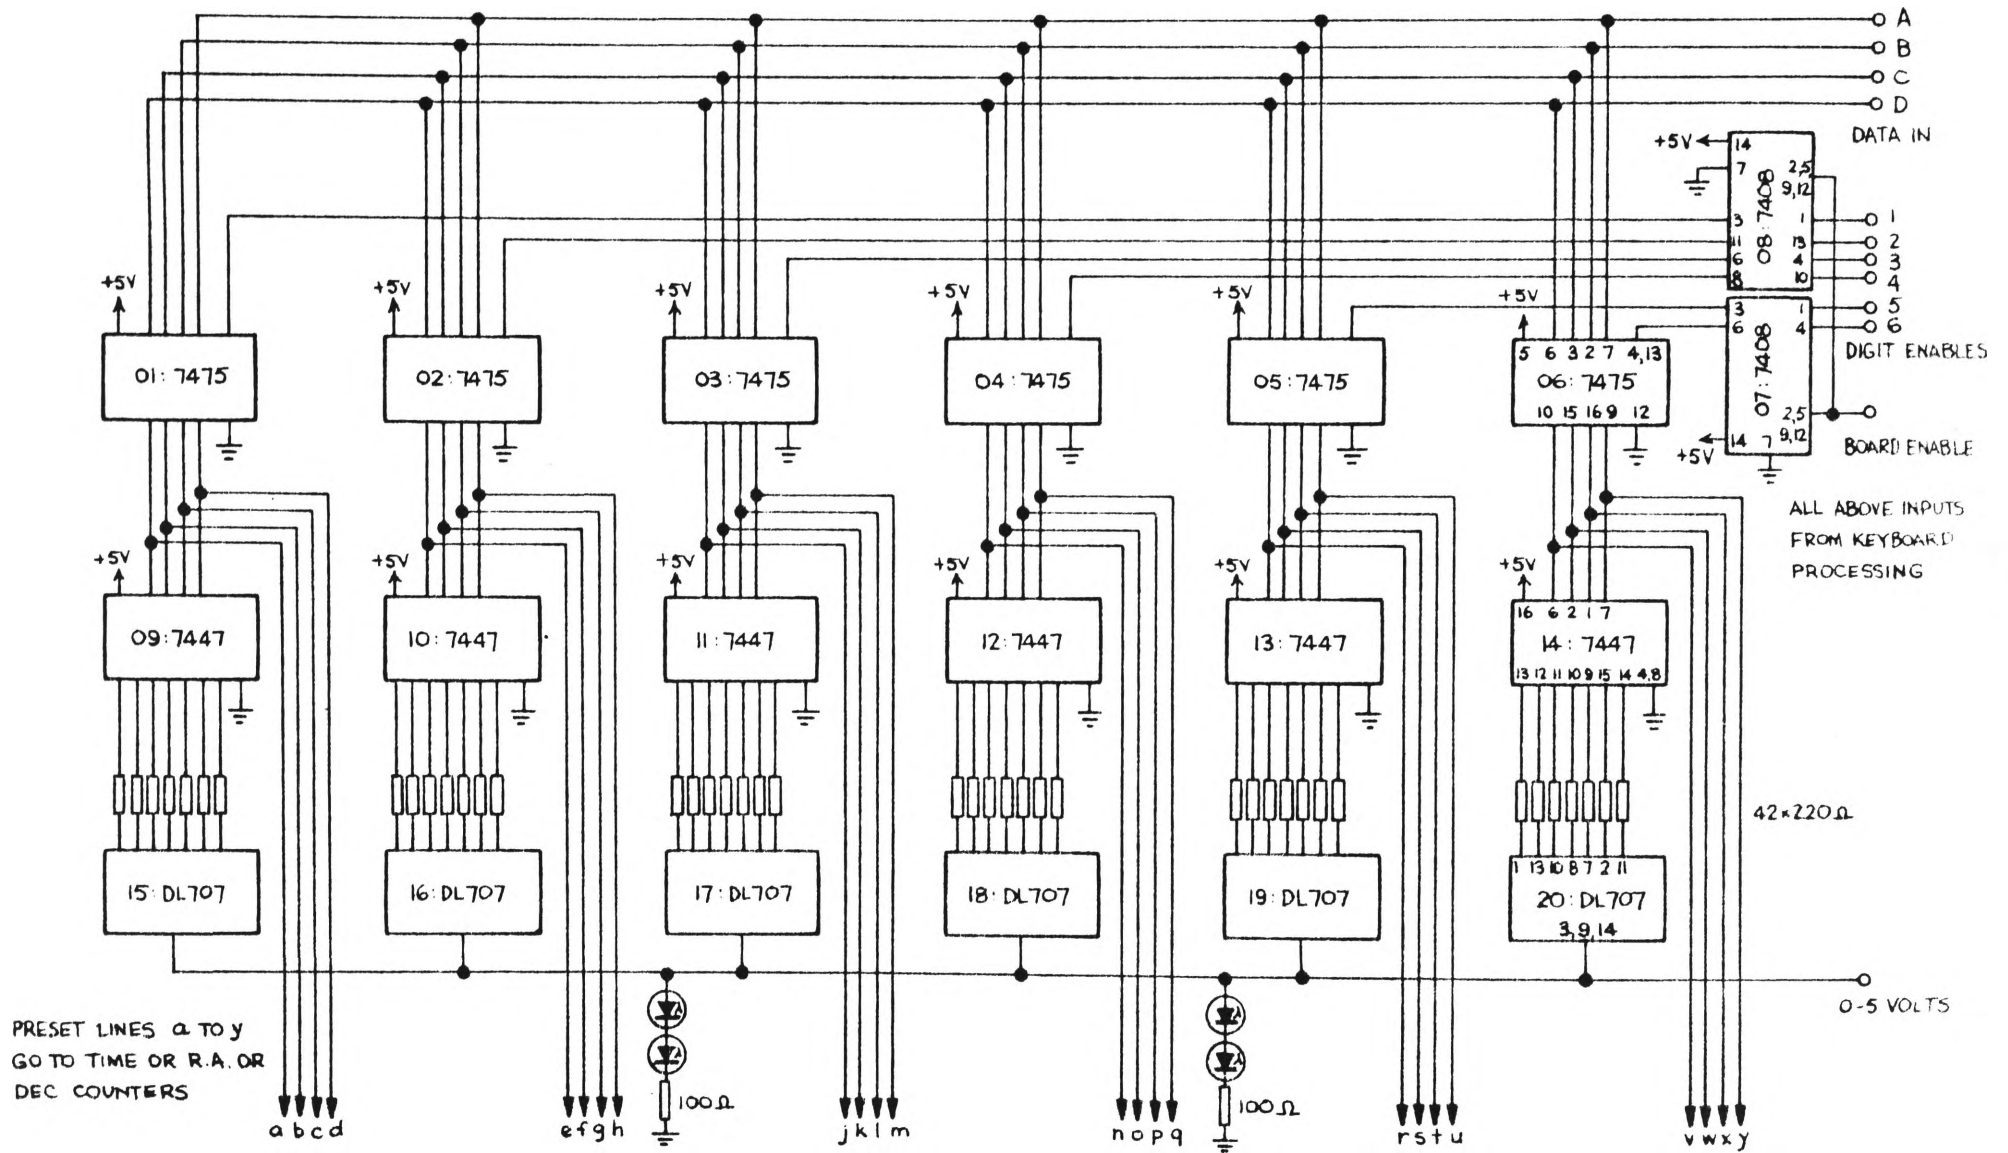 A
B
C
D
DATA IN
+5V
14
7
2,5,
9,12
08:7408
3
1
1
11
13
2
6
4
3
8
10
4
3
1
5
6
4
6
DIGIT ENABLES
07:7408
2,5
9,12
14
7
+5V
BOARD ENABLE
+5V
+5V
+5V
+5V
+5V
+5V
01:7475
02:7475
03:7475
04:7475
05:7475
5 6 3 2 7 4,13
06:7475
10 15 16 9 12
ALL ABOVE INPUTS
FROM KEYBOARD
PROCESSING
+5V
+5V
+5V
+5V
+5V
+5V
09:7447
10:7447
11:7447
12:7447
13:7447
16 6 2 1 7
14:7447
13 12 11 10 9 15 14 4,8
42×220Ω
15:DL707
16:DL707
17:DL707
18:DL707
19:DL707
1 13 10 8 7 2 11
20:DL707
3,9,14
0-5 VOLTS
PRESET LINES a TO y
GO TO TIME OR R.A. OR
DEC COUNTERS
100Ω
100Ω
a b c d
e f g h
j k l m
n o p q
r s t u
v w x y